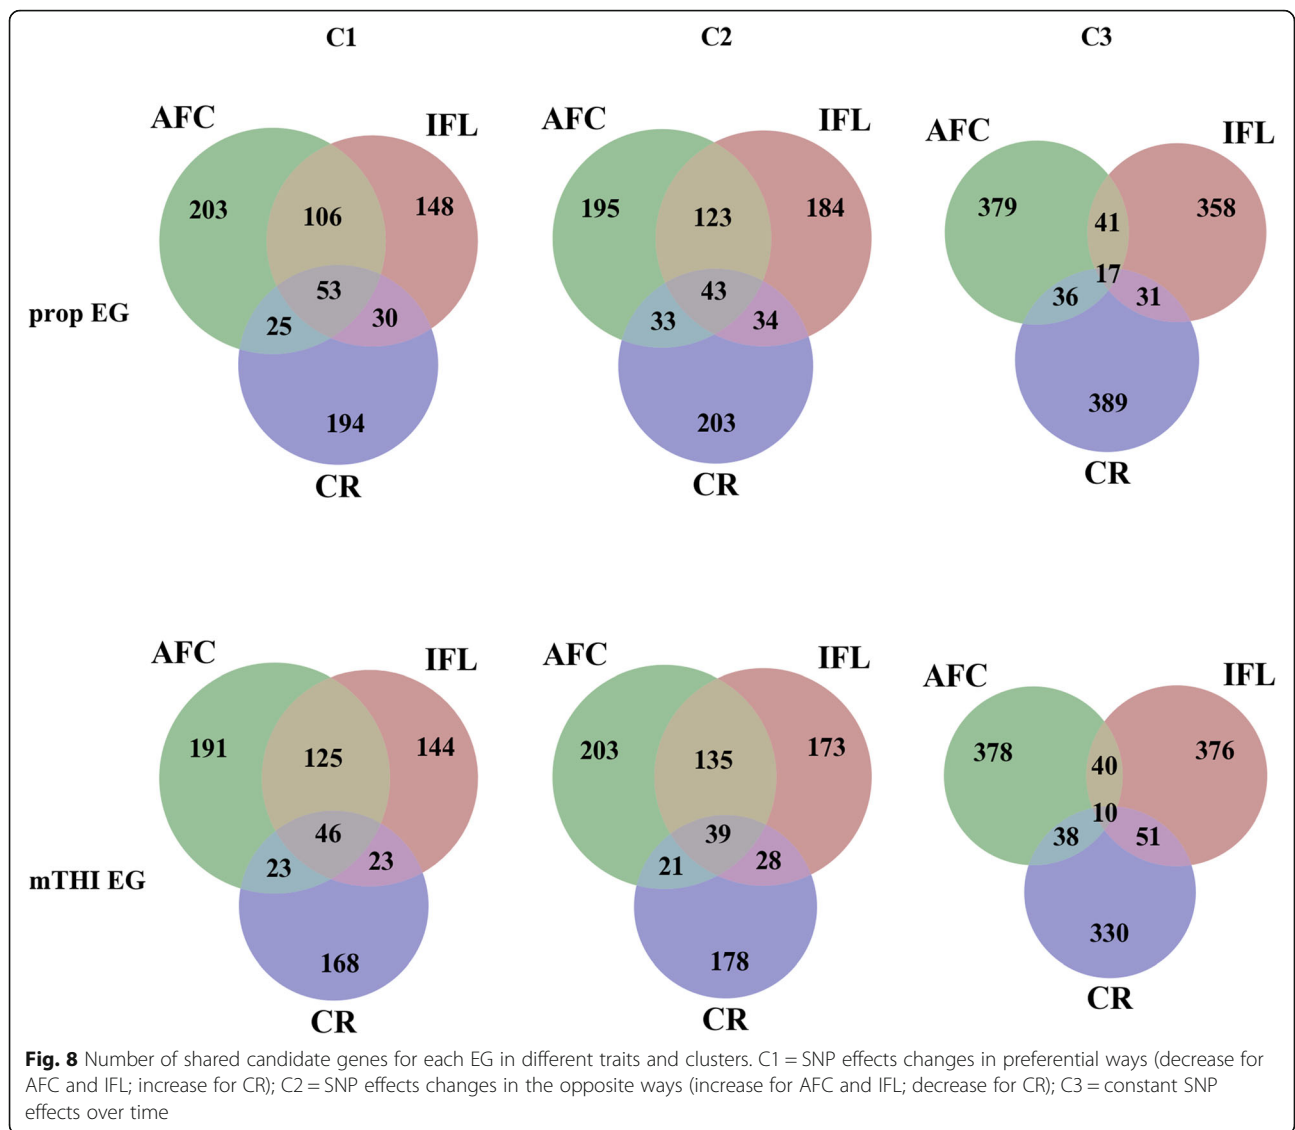 C1 C2 C3
AFC IFL AFC IFL AFC IFL
203 106 148 195 123 184 379 41 358
53 43 17
prop EG 25 30 33 34 36 31
194 203 389
CR CR CR
AFC IFL AFC IFL AFC IFL
191 125 144 203 135 173 378 40 376
46 39 10
mTHI EG 23 23 21 28 38 51
168 178 330
CR CR CR
Fig. 8 Number of shared candidate genes for each EG in different traits and clusters. C1 = SNP effects changes in preferential ways (decrease for
AFC and IFL; increase for CR); C2 = SNP effects changes in the opposite ways (increase for AFC and IFL; decrease for CR); C3 = constant SNP
effects over time